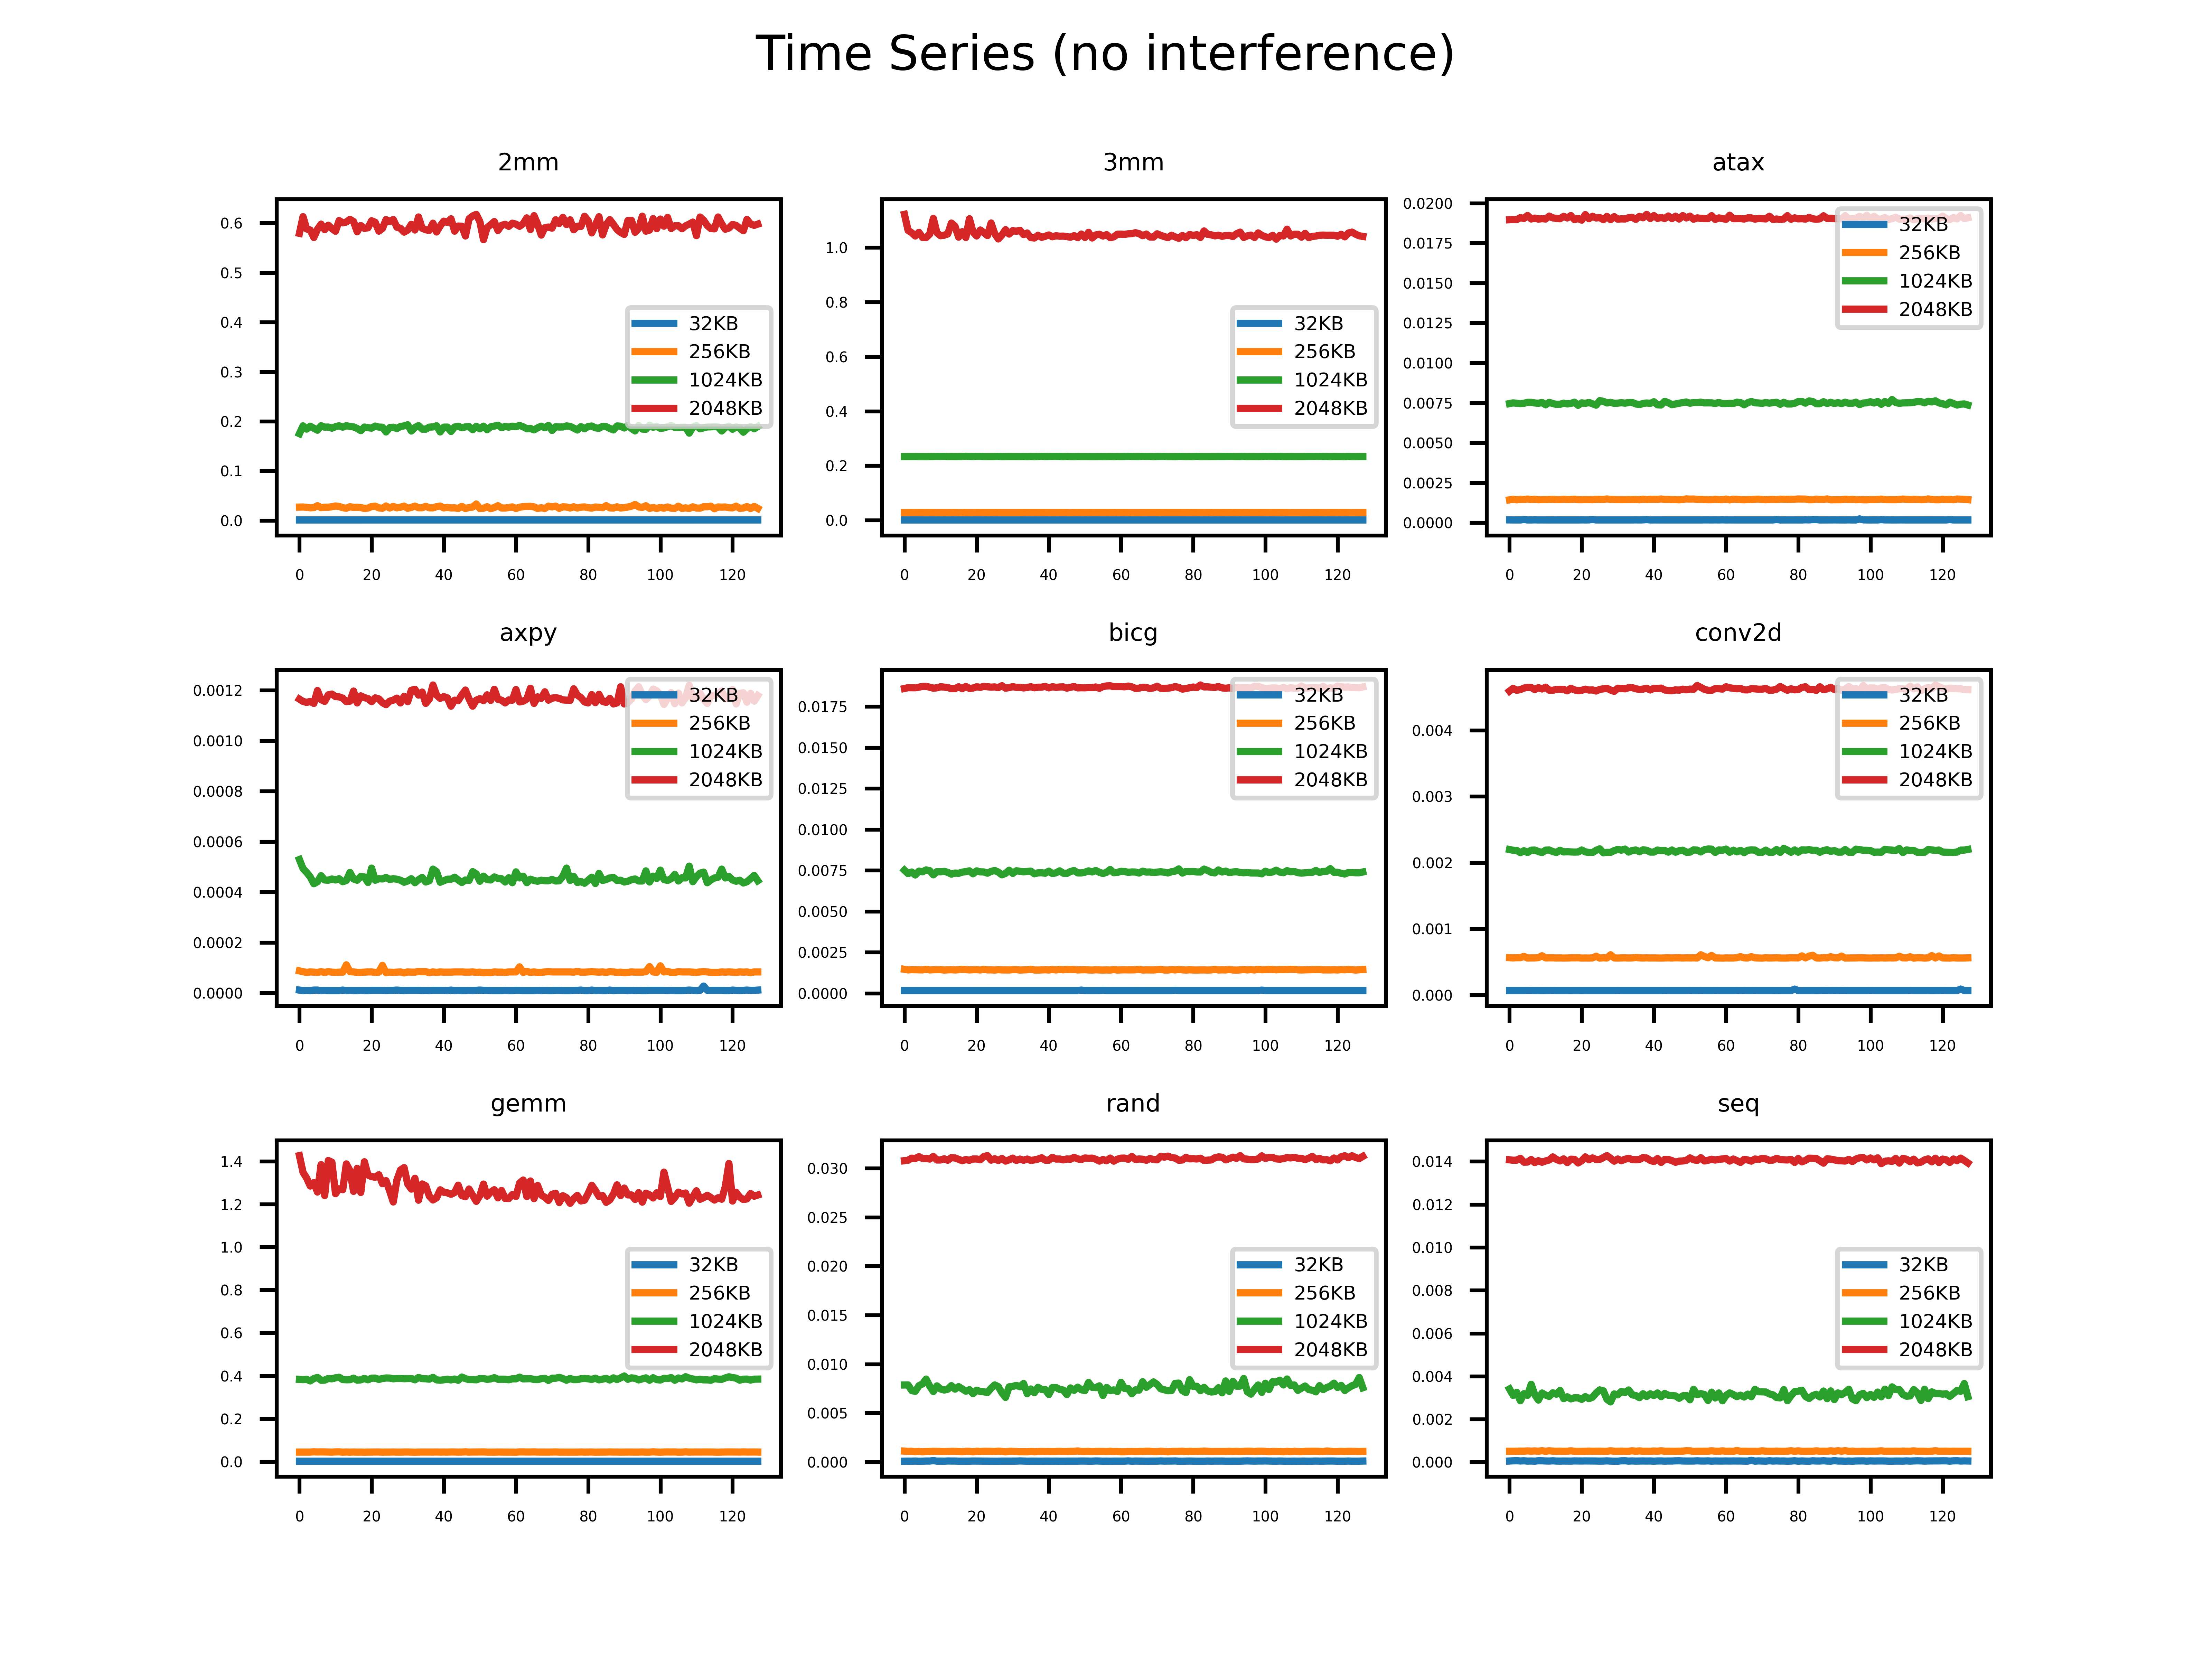 Time Series (no interference)
2mm
0.6
0.5
0.4
0.3
0.2
0.1
0.0
0 20 40 60 80 100 120
32KB
256KB
1024KB
2048KB
3mm
1.0
0.8
0.6
0.4
0.2
0.0
0 20 40 60 80 100 120
32KB
256KB
1024KB
2048KB
atax
0.0200
0.0175
0.0150
0.0125
0.0100
0.0075
0.0050
0.0025
0.0000
0 20 40 60 80 100 120
32KB
256KB
1024KB
2048KB
axpy
0.0012
0.0010
0.0008
0.0006
0.0004
0.0002
0.0000
0 20 40 60 80 100 120
32KB
256KB
1024KB
2048KB
bicg
0.0175
0.0150
0.0125
0.0100
0.0075
0.0050
0.0025
0.0000
0 20 40 60 80 100 120
32KB
256KB
1024KB
2048KB
conv2d
0.004
0.003
0.002
0.001
0.000
0 20 40 60 80 100 120
32KB
256KB
1024KB
2048KB
gemm
1.4
1.2
1.0
0.8
0.6
0.4
0.2
0.0
0 20 40 60 80 100 120
32KB
256KB
1024KB
2048KB
rand
0.030
0.025
0.020
0.015
0.010
0.005
0.000
0 20 40 60 80 100 120
32KB
256KB
1024KB
2048KB
seq
0.014
0.012
0.010
0.008
0.006
0.004
0.002
0.000
0 20 40 60 80 100 120
32KB
256KB
1024KB
2048KB